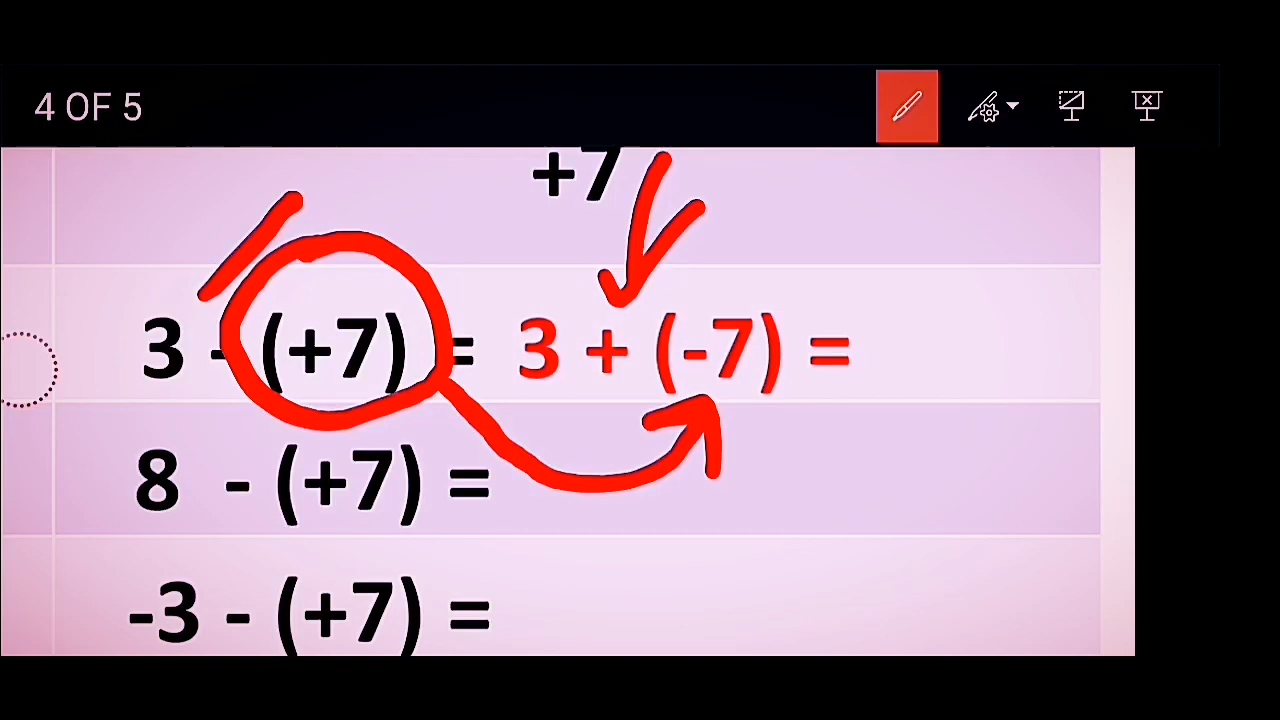 4 OF 5
+7
3 - (+7) = 3 + (-7) =
8 - (+7) =
-3 - (+7) =